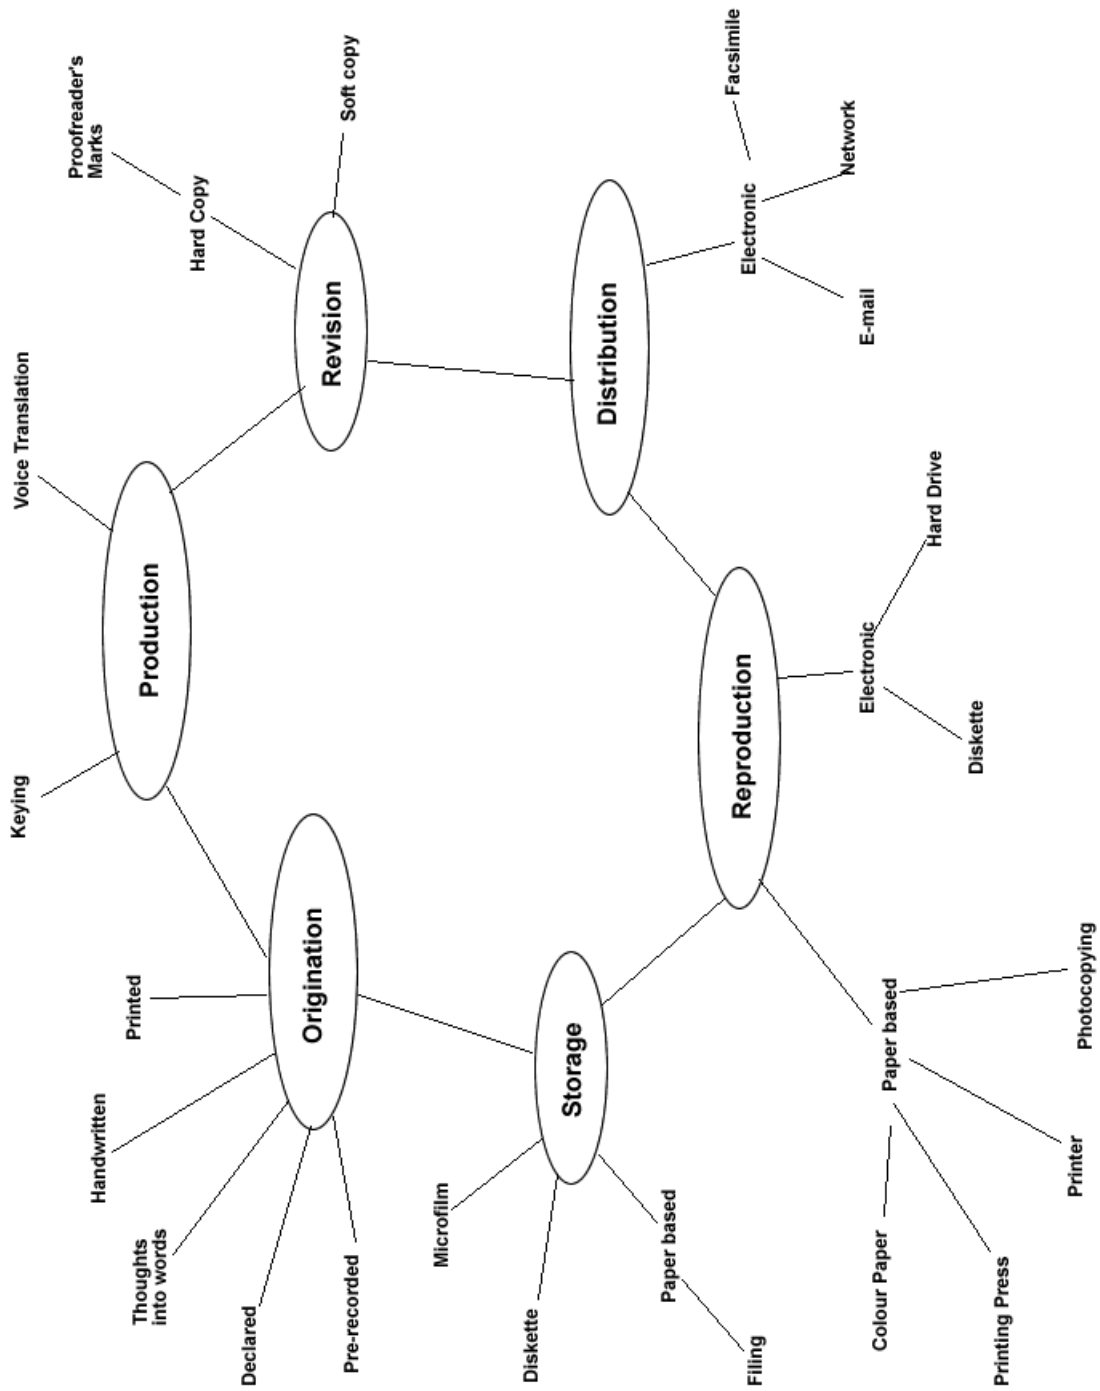 Keying
Voice Translation
Proofreader's
Marks
Hard Copy
Soft copy
Production
Revision
Printed
Handwritten
Thoughts
into words
Declared
Pre-recorded
Origination
Microfilm
Diskette
Paper based
Filing
Storage
Distribution
Electronic
Facsimile
Network
E-mail
Reproduction
Electronic
Hard Drive
Diskette
Paper based
Colour Paper
Printing Press
Printer
Photocopying